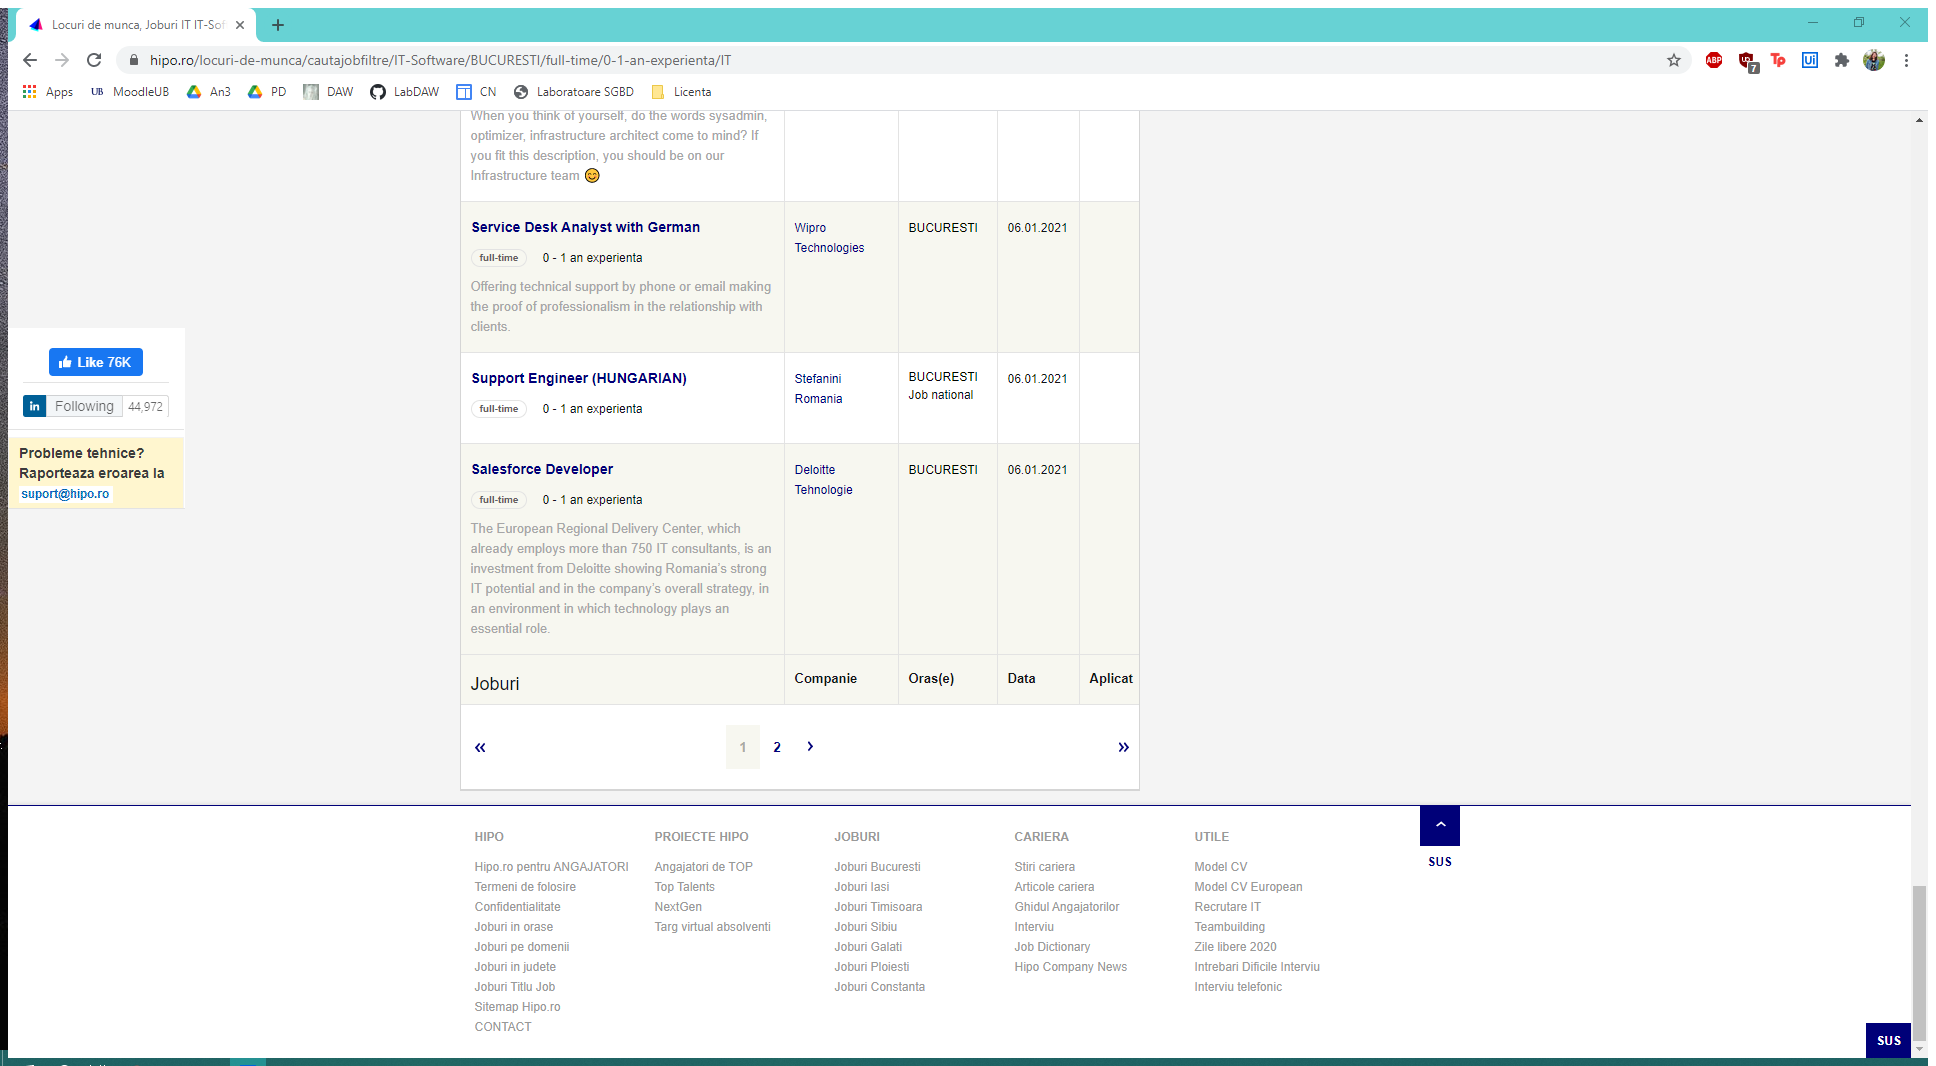 Locuri de munca, Joburi IT IT-Sof
hipo.ro/locuri-de-munca/cautajobfiltre/IT-Software/BUCURESTI/full-time/0-1-an-experienta/IT
ABP
7
Tp
Ui
Apps
UB MoodleUB
An3
PD
DAW
LabDAW
CN
Laboratoare SGBD
Licenta
When you think of yourself, do the words sysadmin,
optimizer, infrastructure architect come to mind? If
you fit this description, you should be on our
Infrastructure team 😊
Service Desk Analyst with German
full-time 0 - 1 an experienta
Offering technical support by phone or email making
the proof of professionalism in the relationship with
clients.
Wipro
Technologies
BUCURESTI
06.01.2021
Like 76K
in Following 44,972
Probleme tehnice?
Raporteaza eroarea la
suport@hipo.ro
Support Engineer (HUNGARIAN)
full-time 0 - 1 an experienta
Stefanini
Romania
BUCURESTI
Job national
06.01.2021
Salesforce Developer
full-time 0 - 1 an experienta
The European Regional Delivery Center, which
already employs more than 750 IT consultants, is an
investment from Deloitte showing Romania's strong
IT potential and in the company's overall strategy, in
an environment in which technology plays an
essential role.
Deloitte
Tehnologie
BUCURESTI
06.01.2021
Joburi Companie Oras(e) Data Aplicat
« 1 2 › »
HIPO
Hipo.ro pentru ANGAJATORI
Termeni de folosire
Confidentialitate
Joburi in orase
Joburi pe domenii
Joburi in judete
Joburi Titlu Job
Sitemap Hipo.ro
CONTACT
PROIECTE HIPO
Angajatori de TOP
Top Talents
NextGen
Targ virtual absolventi
JOBURI
Joburi Bucuresti
Joburi Iasi
Joburi Timisoara
Joburi Sibiu
Joburi Galati
Joburi Ploiesti
Joburi Constanta
CARIERA
Stiri cariera
Articole cariera
Ghidul Angajatorilor
Interviu
Job Dictionary
Hipo Company News
UTILE
Model CV
Model CV European
Recrutare IT
Teambuilding
Zile libere 2020
Intrebari Dificile Interviu
Interviu telefonic
SUS
SUS